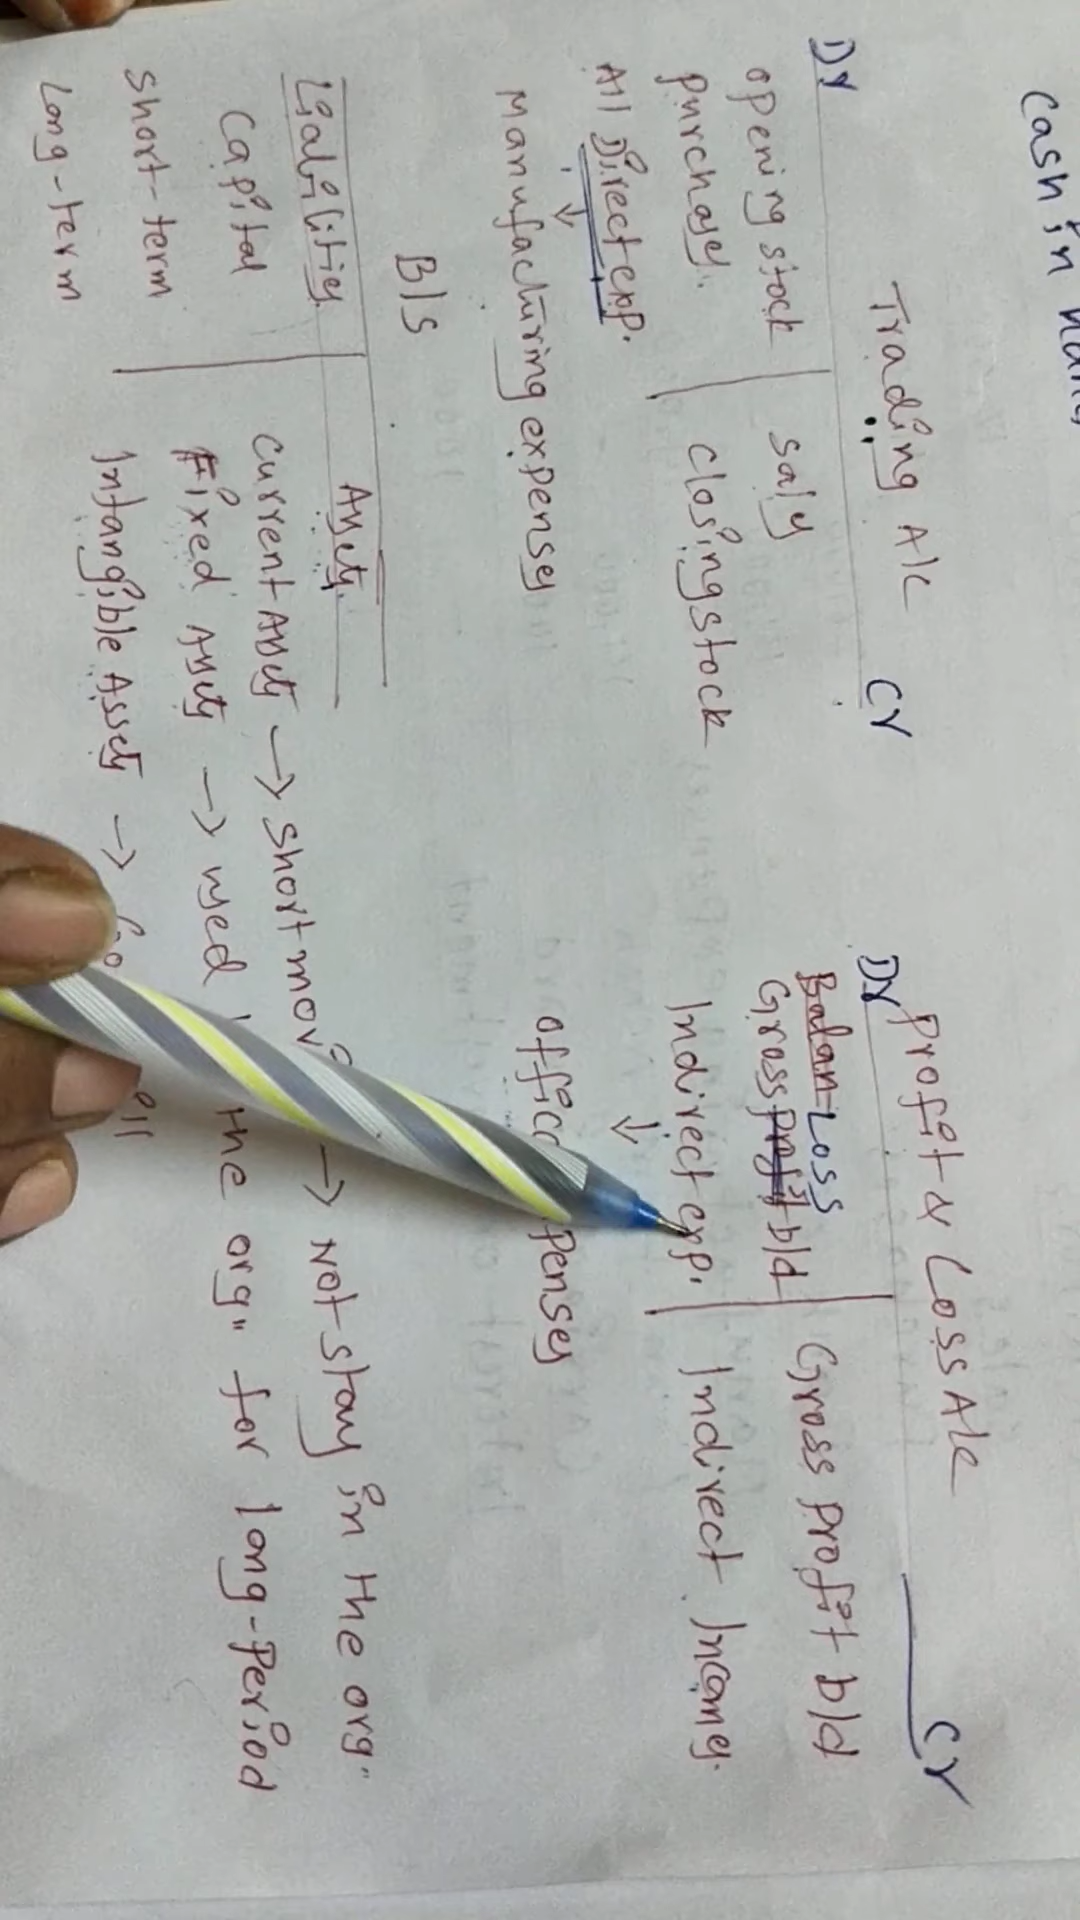 Cash in
Trading A/c
Dr Cr
opening stock sales
purchases. closing stock
All Direct exp.
Manufacturing expenses
Profit & Loss A/c
Dr Cr
Loss
Gross profit b/d Gross profit b/d
Indirect exp. Indirect Incomes.
office penses
B/s
Liabilities Assets.
Capital Current Assets → short mov → Not stay in the org"
short-term Fixed Assets → used the org" for long-period
Long-term Intangible Assets →